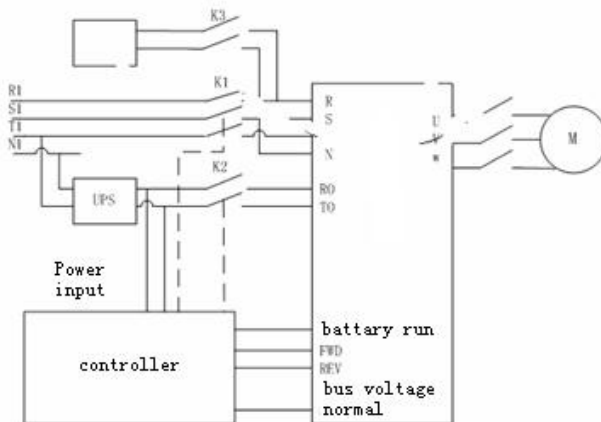 K3
R1
K1
S1
T1
N1
R
S
N
U
V
w
M
K2
UPS
RO
TO
Power
input
controller
battary run
FWD
REV
bus voltage
normal